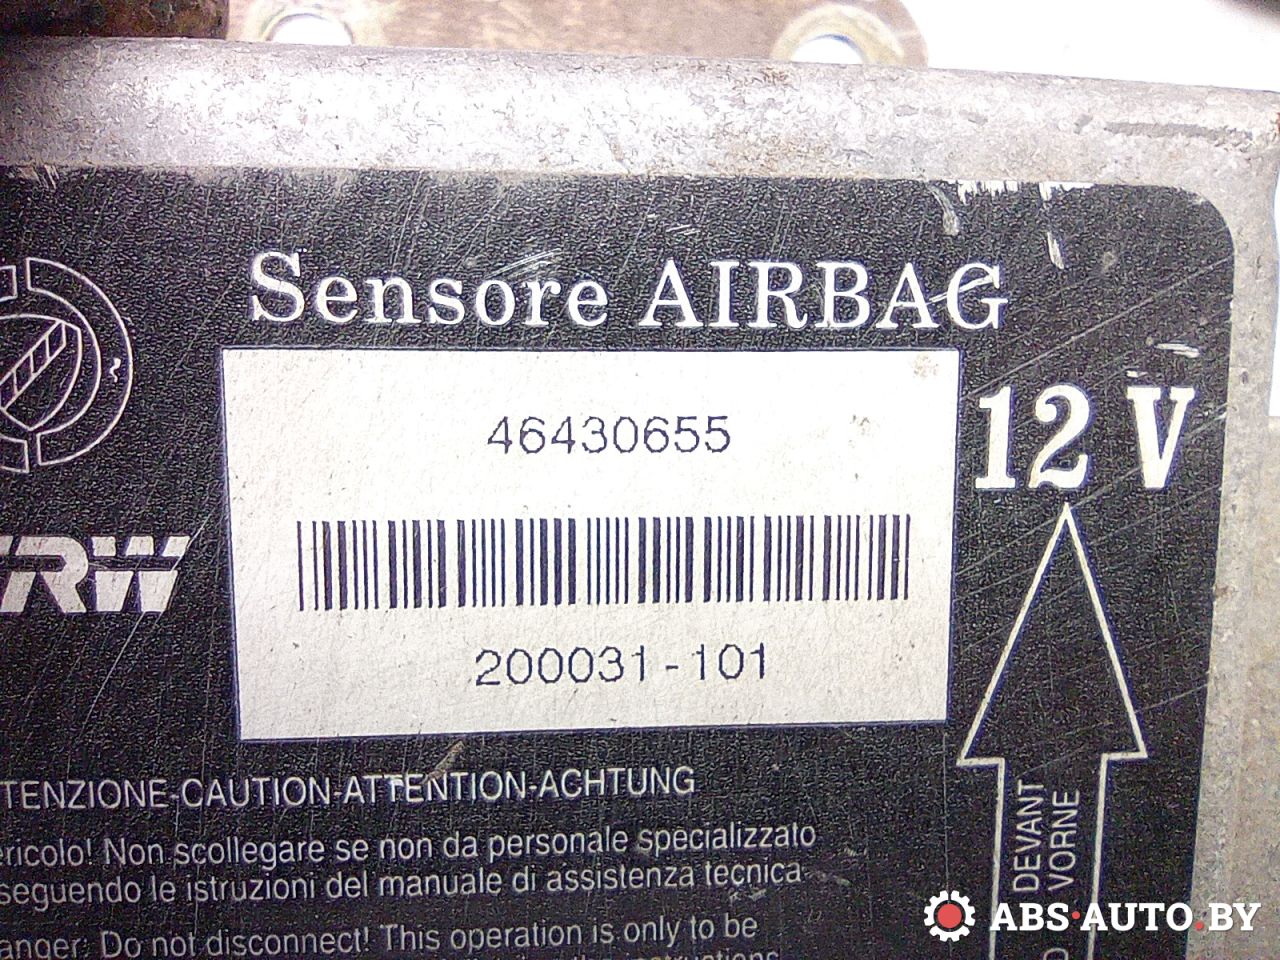 Sensore AIRBAG
46430655
12 V
TRW
200031-101
TENZIONE-CAUTION-ATTENTION-ACHTUNG
ericolo! Non scollegare se non da personale specializzato
seguendo le istruzioni del manuale di assistenza tecnica
anger: Do not disconnect! This operation is only to be
DEVANT
VORNE
ABS-AUTO.BY